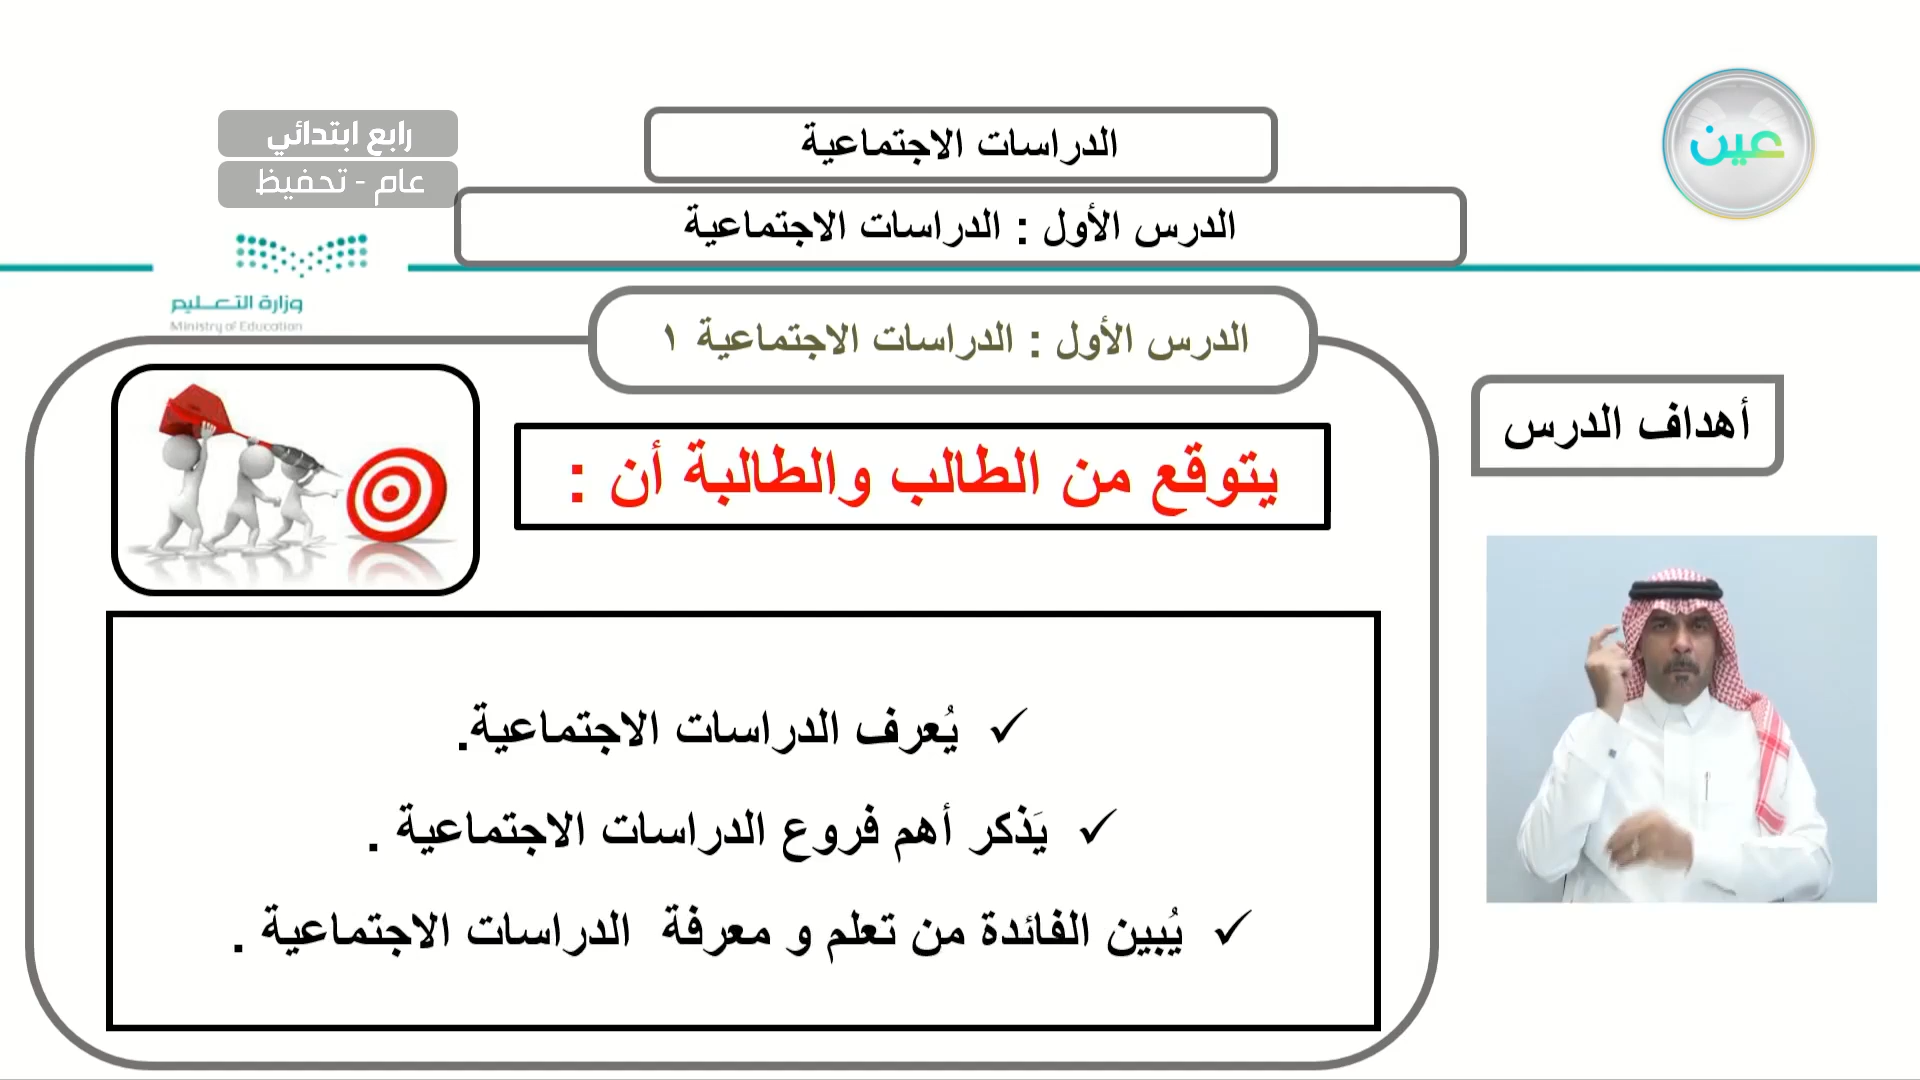 عين
رابع ابتدائي
عام - تحفيظ
الدراسات الاجتماعية
الدرس الأول : الدراسات الاجتماعية
وزارة التعليم
Ministry of Education
الدرس الأول : الدراسات الاجتماعية ١
أهداف الدرس
يتوقع من الطالب والطالبة أن :
✓ يُعرف الدراسات الاجتماعية.
✓ يَذكر أهم فروع الدراسات الاجتماعية .
✓ يُبين الفائدة من تعلم و معرفة الدراسات الاجتماعية .